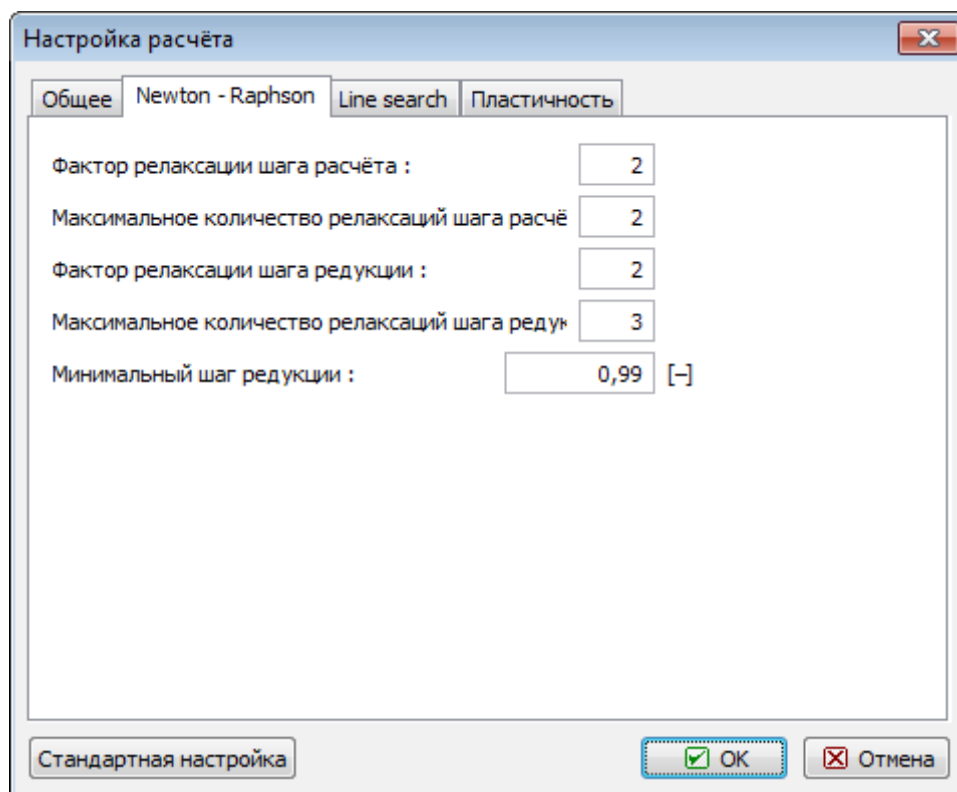 Настройка расчёта
Общее Newton - Raphson Line search Пластичность
Фактор релаксации шага расчёта : 2
Максимальное количество релаксаций шага расчё 2
Фактор релаксации шага редукции : 2
Максимальное количество релаксаций шага редук 3
Минимальный шаг редукции : 0,99 [–]
Стандартная настройка OK Отмена